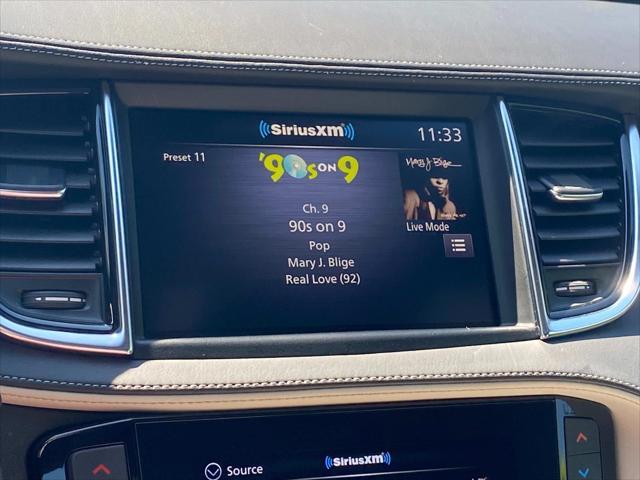 SiriusXm
11:33
Preset 11
'90s ON 9
Mary J. Blige
Ch. 9
90s on 9
Live Mode
Pop
Mary J. Blige
Real Love (92)
Source
SiriusXm